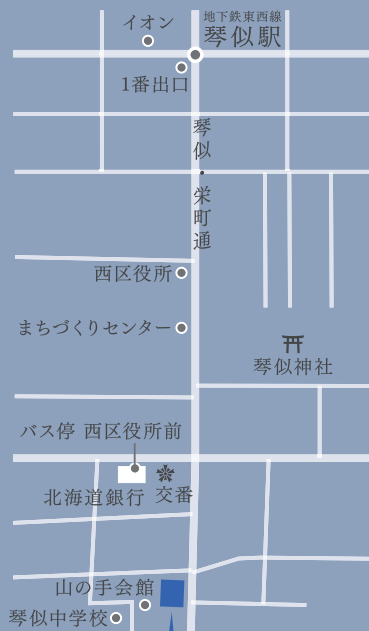 イオン
地下鉄東西線
琴似駅
1番出口
琴似・栄町通
西区役所
まちづくりセンター
琴似神社
バス停 西区役所前
北海道銀行
交番
山の手会館
琴似中学校